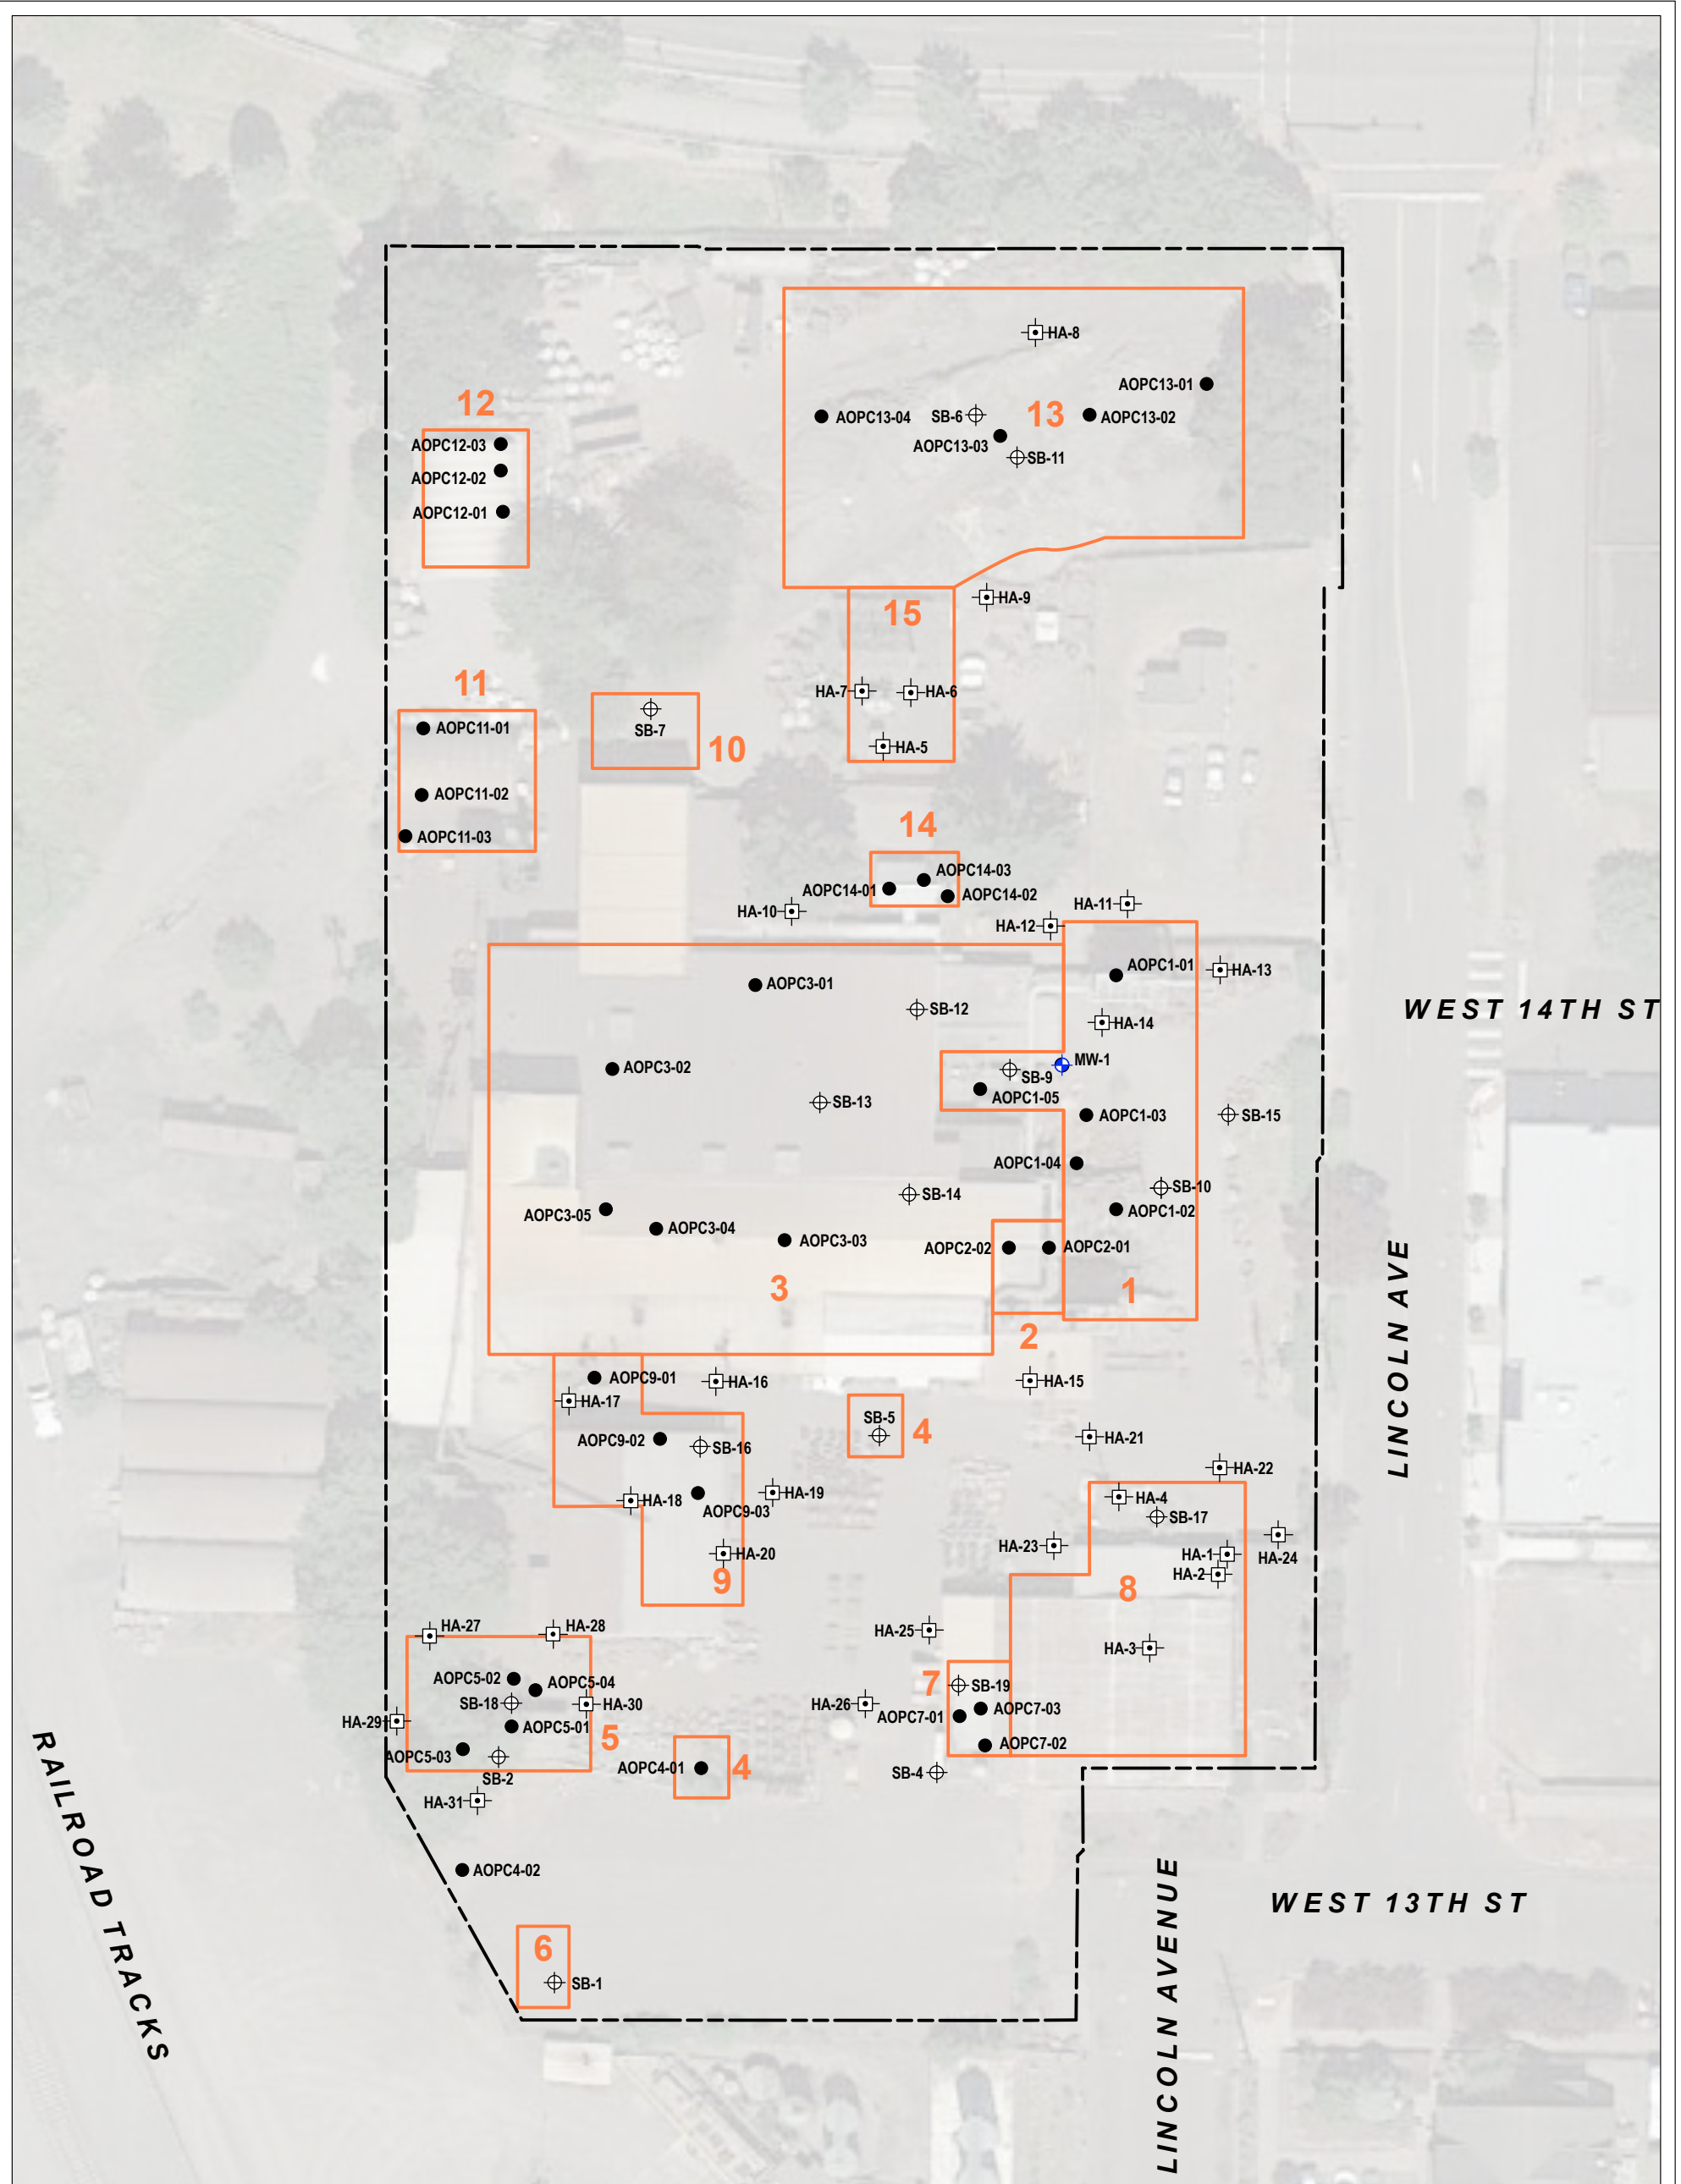 HA-8
AOPC13-01
12
AOPC13-04
SB-6
13
AOPC13-02
AOPC12-03
AOPC13-03
SB-11
AOPC12-02
AOPC12-01
HA-9
15
11
HA-7
HA-6
AOPC11-01
SB-7
10
HA-5
AOPC11-02
14
AOPC11-03
AOPC14-03
AOPC14-01
AOPC14-02
HA-10
HA-11
HA-12
AOPC1-01
HA-13
AOPC3-01
SB-12
WEST 14TH ST
HA-14
MW-1
AOPC3-02
SB-9
AOPC1-05
SB-13
AOPC1-03
SB-15
AOPC1-04
SB-10
SB-14
AOPC3-05
AOPC1-02
AOPC3-04
AOPC3-03
AOPC2-02
AOPC2-01
3
1
2
LINCOLN AVE
AOPC9-01
HA-16
HA-15
HA-17
SB-5
4
AOPC9-02
SB-16
HA-21
HA-22
HA-18
HA-19
HA-4
AOPC9-03
SB-17
HA-23
HA-20
HA-1
HA-24
HA-2
9
8
HA-27
HA-28
HA-25
HA-3
AOPC5-02
AOPC5-04
7
SB-19
SB-18
HA-30
HA-26
AOPC7-03
HA-29
AOPC5-01
AOPC7-01
5
AOPC5-03
AOPC7-02
SB-2
AOPC4-01
4
SB-4
HA-31
RAILROAD TRACKS
AOPC4-02
WEST 13TH ST
6
SB-1
LINCOLN AVENUE